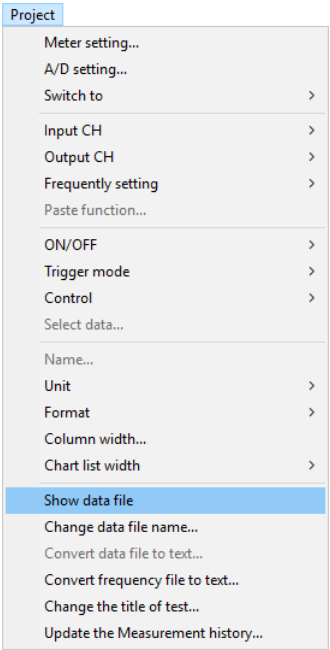 Project
Meter setting...
A/D setting...
Switch to
Input CH
Output CH
Frequently setting
Paste function...
ON/OFF
Trigger mode
Control
Select data...
Name...
Unit
Format
Column width...
Chart list width
Show data file
Change data file name...
Convert data file to text...
Convert frequency file to text...
Change the title of test...
Update the Measurement history...